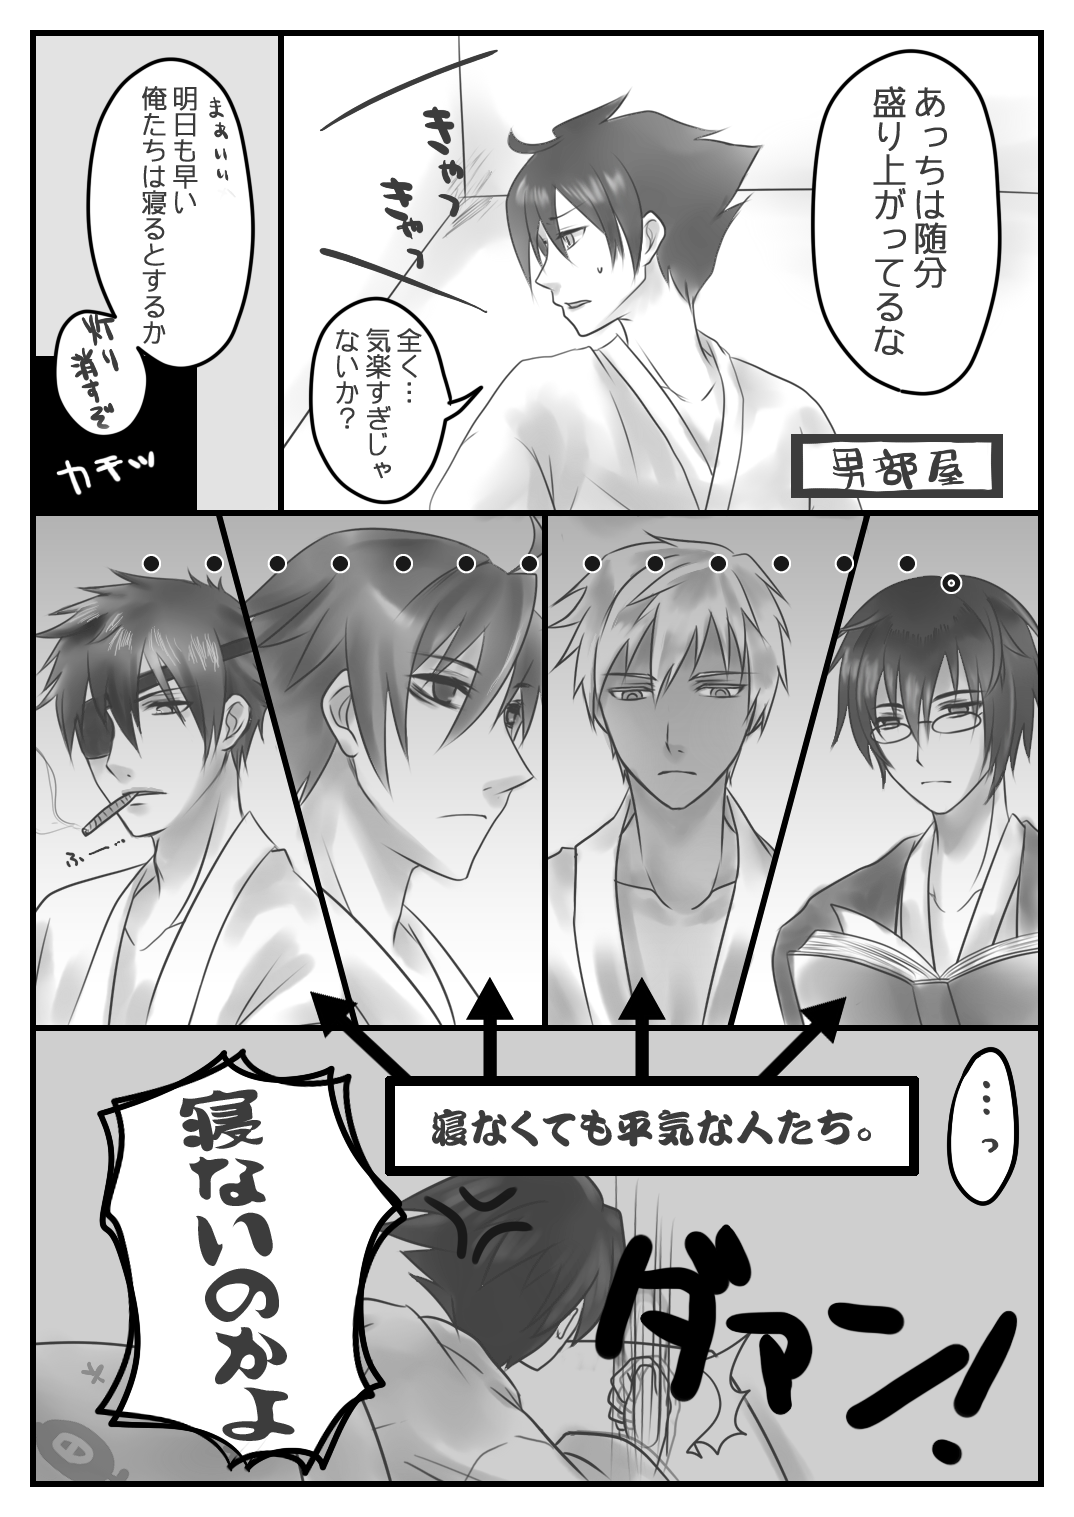 あっちは随分
盛り上がってるな
きゃっ
きゃっ
全く…
気楽すぎじゃ
ないか?
男部屋
まぁいい
明日も早い
俺たちは寝るとするか
灯り
消すぞ
カチッ
ふー…
寝なくても平気な人たち。
…っ
寝ないのかよ
ダァン!